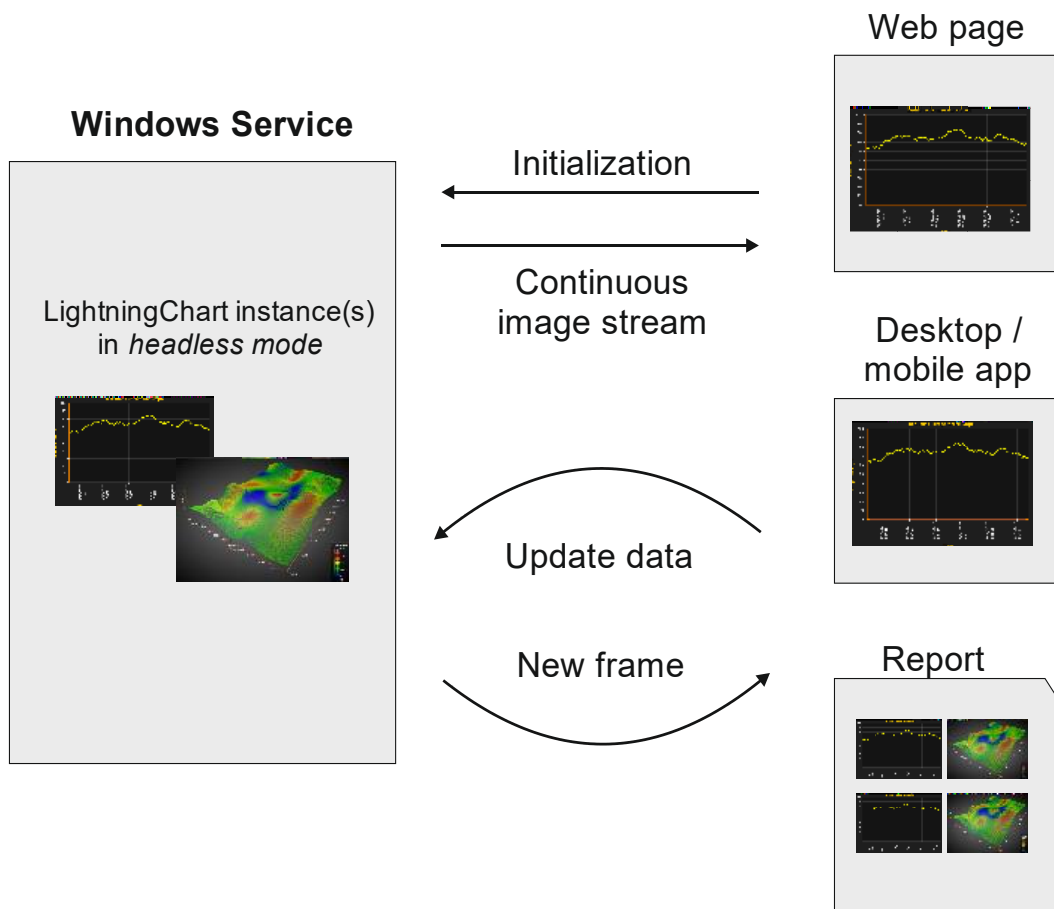 Web page
Windows Service
Initialization
LightningChart instance(s)
in headless mode
Continuous
image stream
Desktop /
mobile app
Update data
New frame
Report